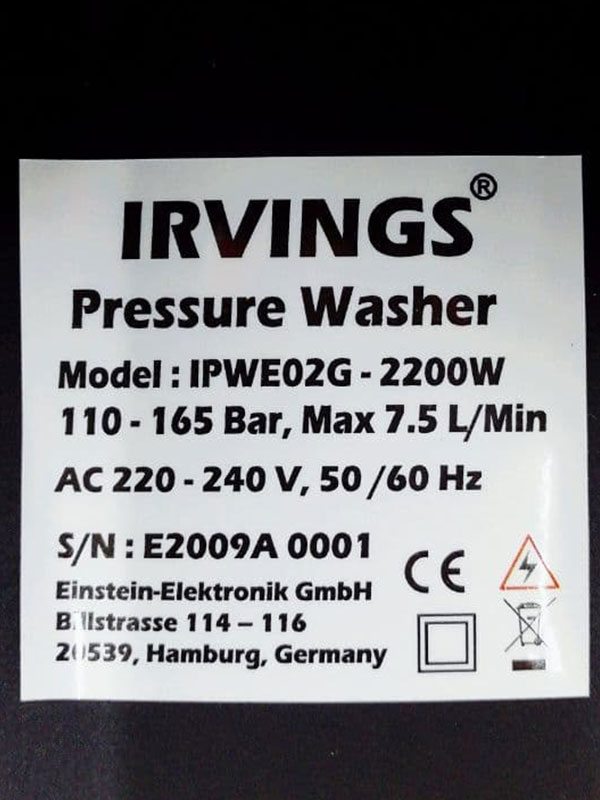 IRVINGS®
Pressure Washer
Model : IPWE02G - 2200W
110 - 165 Bar, Max 7.5 L/Min
AC 220 - 240 V, 50 /60 Hz
S/N : E2009A 0001
CE
Einstein-Elektronik GmbH
Billstrasse 114 – 116
20539, Hamburg, Germany